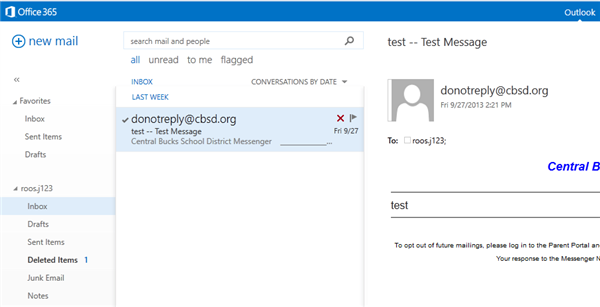 Office 365
Outlook
new mail
«
Favorites
Inbox
Sent Items
Drafts
roos.j123
Inbox
Drafts
Sent Items
Deleted Items 1
Junk Email
Notes
search mail and people
all unread to me flagged
INBOX CONVERSATIONS BY DATE
LAST WEEK
donotreply@cbsd.org
test -- Test Message Fri 9/27
Central Bucks School District Messenger ______________...
test -- Test Message
donotreply@cbsd.org
Fri 9/27/2013 2:21 PM
To: roos.j123;
Central B
test
To opt out of future mailings, please log in to the Parent Portal and
Your response to the Messenger N